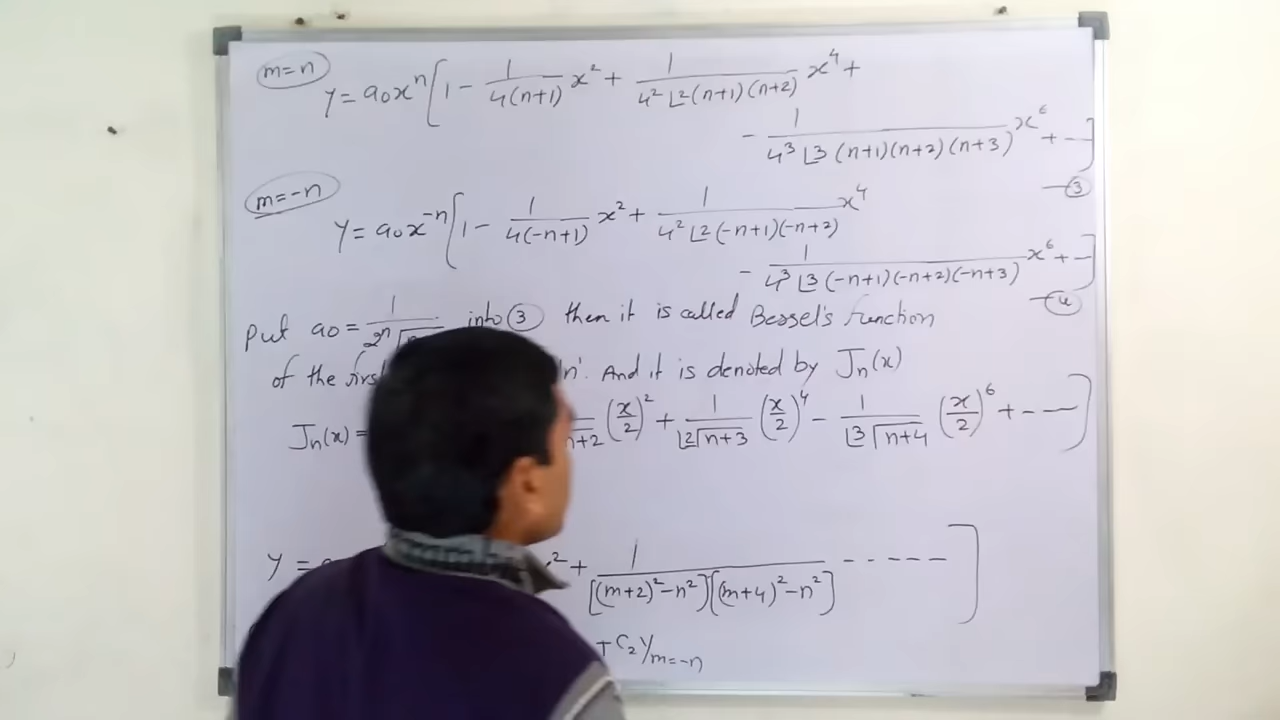 m=n
y = a₀xⁿ[1 - 1/4(n+1) x² + 1/4² ⌊2 (n+1)(n+2) x⁴ +
- 1/4³ ⌊3 (n+1)(n+2)(n+3) x⁶ + --]
—③
m=-n
y = a₀x⁻ⁿ[1 - 1/4(-n+1) x² + 1/4² ⌊2 (-n+1)(-n+2) x⁴
- 1/4³ ⌊3 (-n+1)(-n+2)(-n+3) x⁶ + --]
—④
put a₀ = 1/2ⁿ into ③ then it is called Bessel's function
of the 'n'. And it is denoted by Jₙ(x)
Jₙ(x) = n+2 (x/2)² + 1/⌊2 √n+3 (x/2)⁴ - 1/⌊3 √n+4 (x/2)⁶ + -- —]
y = x² + 1/[(m+2)²-n²][(m+4)²-n²] - - - - - ]
+ C₂ y m=-n